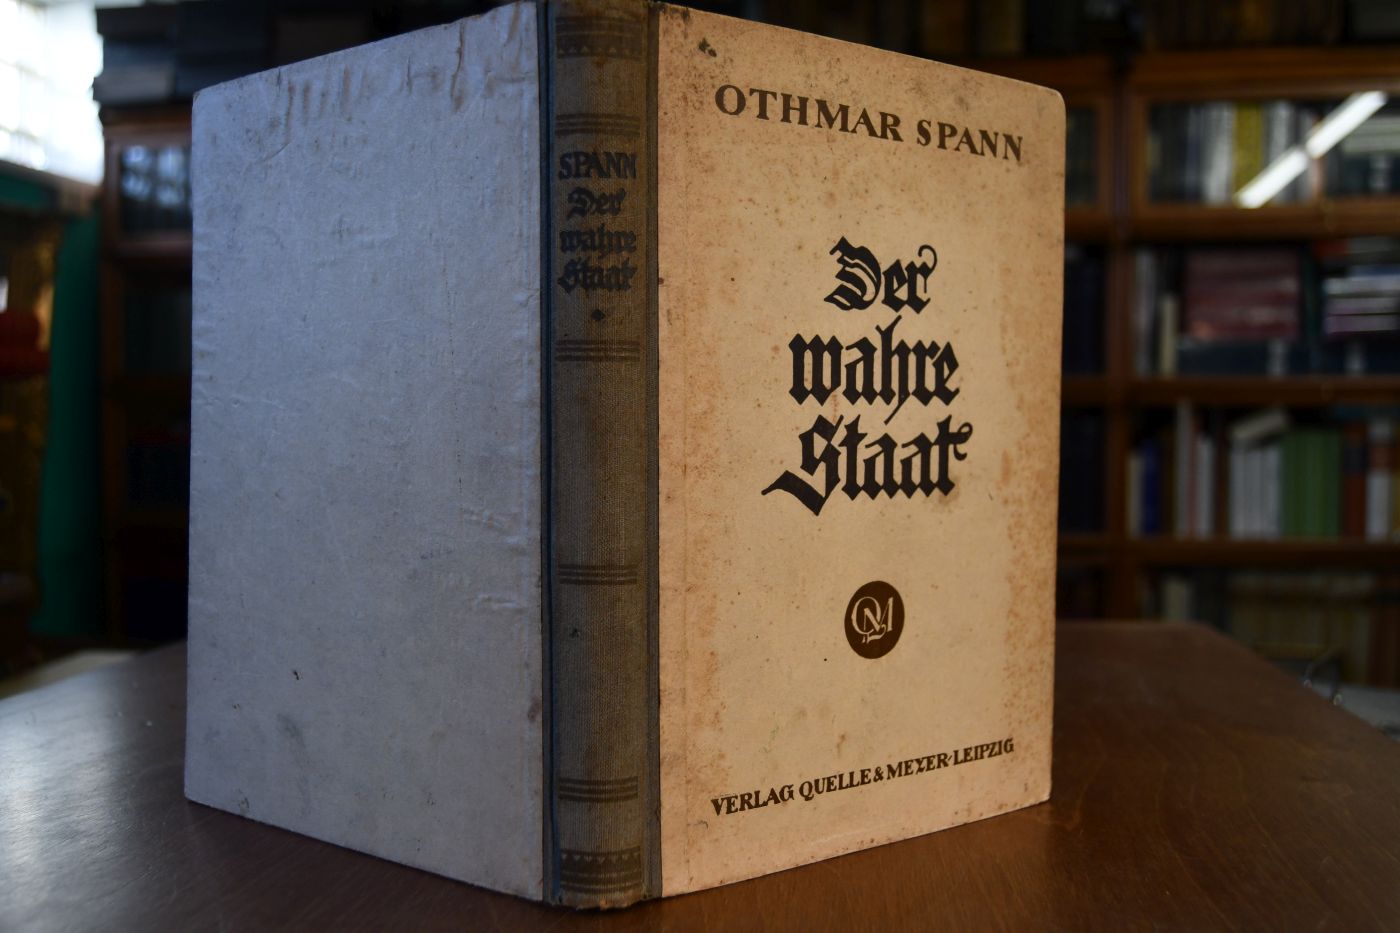 SPANN
Der
wahre
Staat
OTHMAR SPANN
Der
wahre
Staat
QM
VERLAG QUELLE & MEYER · LEIPZIG